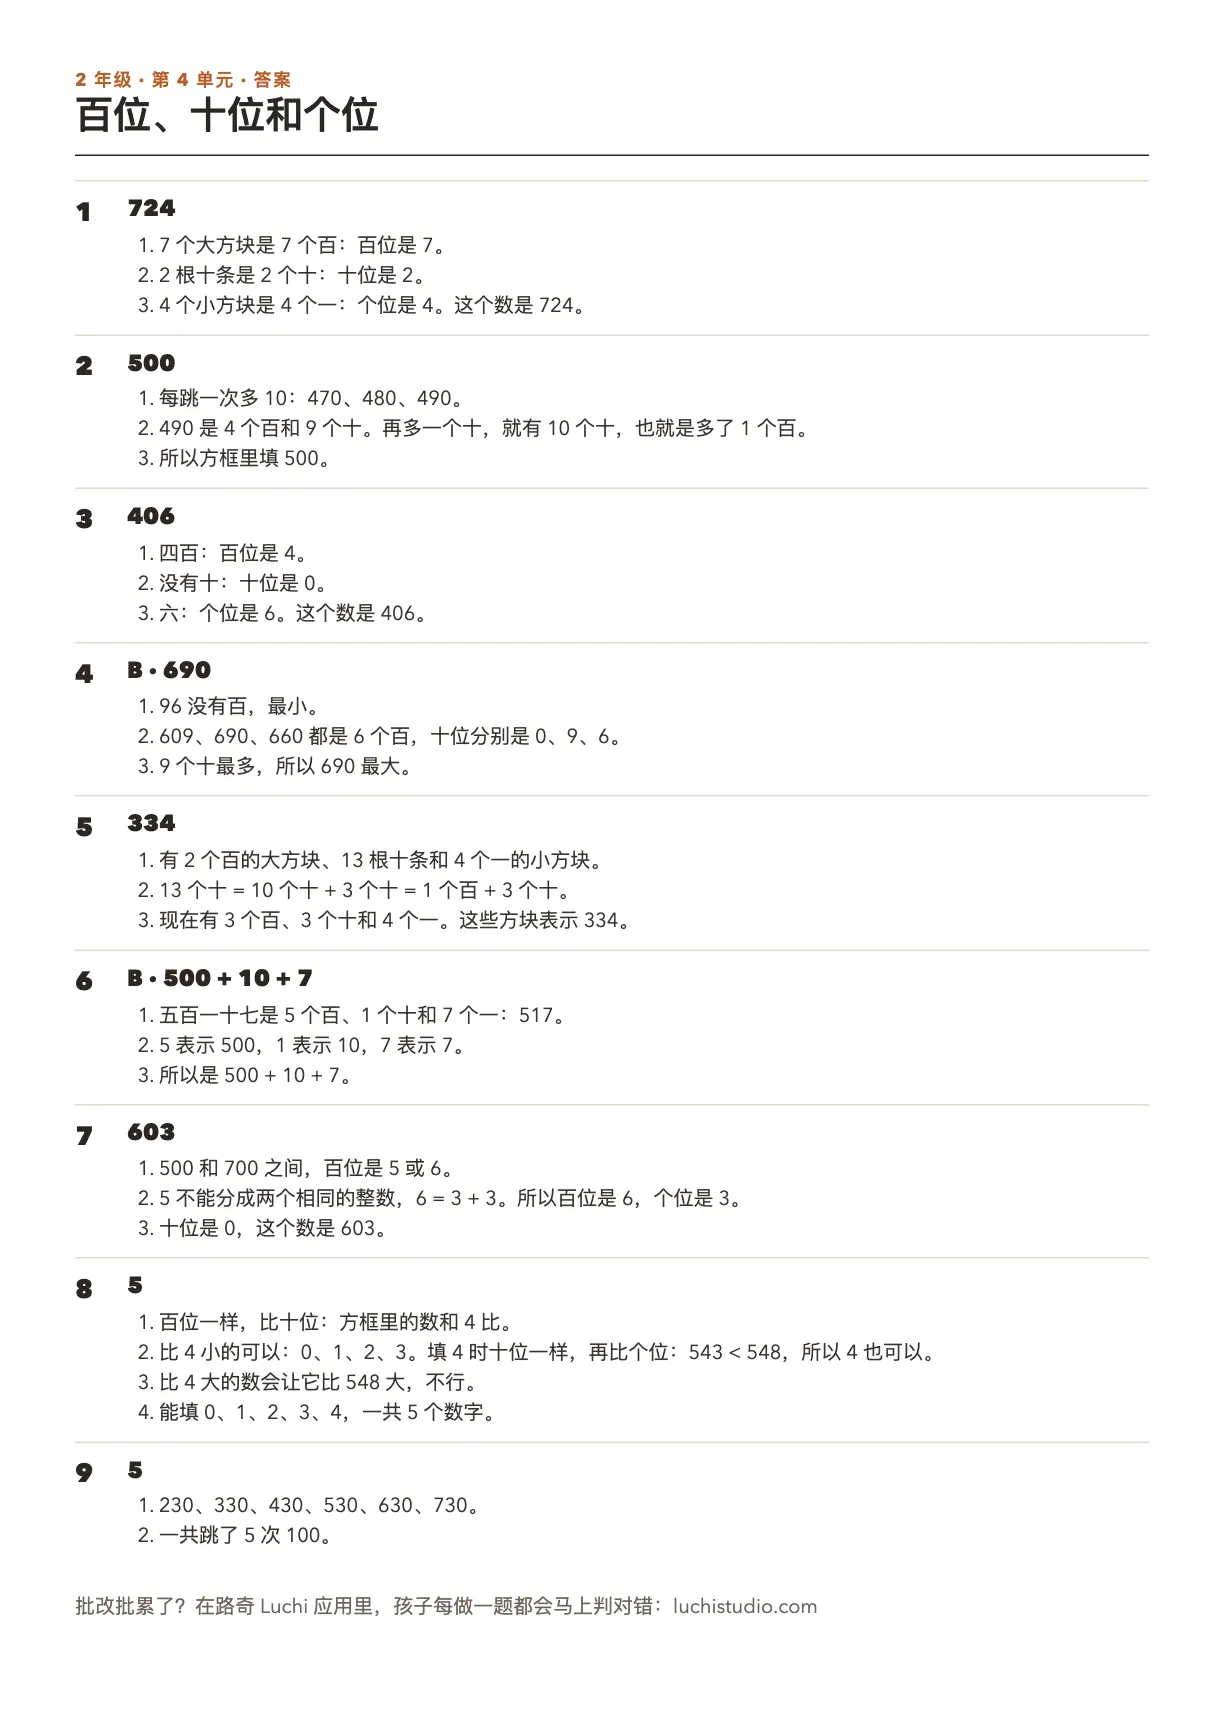 2 年级 · 第 4 单元 · 答案
百位、十位和个位
1 724
1. 7 个大方块是 7 个百：百位是 7。
2. 2 根十条是 2 个十：十位是 2。
3. 4 个小方块是 4 个一：个位是 4。这个数是 724。
2 500
1. 每跳一次多 10：470、480、490。
2. 490 是 4 个百和 9 个十。再多一个十，就有 10 个十，也就是多了 1 个百。
3. 所以方框里填 500。
3 406
1. 四百：百位是 4。
2. 没有十：十位是 0。
3. 六：个位是 6。这个数是 406。
4 B · 690
1. 96 没有百，最小。
2. 609、690、660 都是 6 个百，十位分别是 0、9、6。
3. 9 个十最多，所以 690 最大。
5 334
1. 有 2 个百的大方块、13 根十条和 4 个一的小方块。
2. 13 个十 = 10 个十 + 3 个十 = 1 个百 + 3 个十。
3. 现在有 3 个百、3 个十和 4 个一。这些方块表示 334。
6 B · 500 + 10 + 7
1. 五百一十七是 5 个百、1 个十和 7 个一：517。
2. 5 表示 500，1 表示 10，7 表示 7。
3. 所以是 500 + 10 + 7。
7 603
1. 500 和 700 之间，百位是 5 或 6。
2. 5 不能分成两个相同的整数，6 = 3 + 3。所以百位是 6，个位是 3。
3. 十位是 0，这个数是 603。
8 5
1. 百位一样，比十位：方框里的数和 4 比。
2. 比 4 小的可以：0、1、2、3。填 4 时十位一样，再比个位：543 < 548，所以 4 也可以。
3. 比 4 大的数会让它比 548 大，不行。
4. 能填 0、1、2、3、4，一共 5 个数字。
9 5
1. 230、330、430、530、630、730。
2. 一共跳了 5 次 100。
批改批累了？在路奇 Luchi 应用里，孩子每做一题都会马上判对错：luchistudio.com